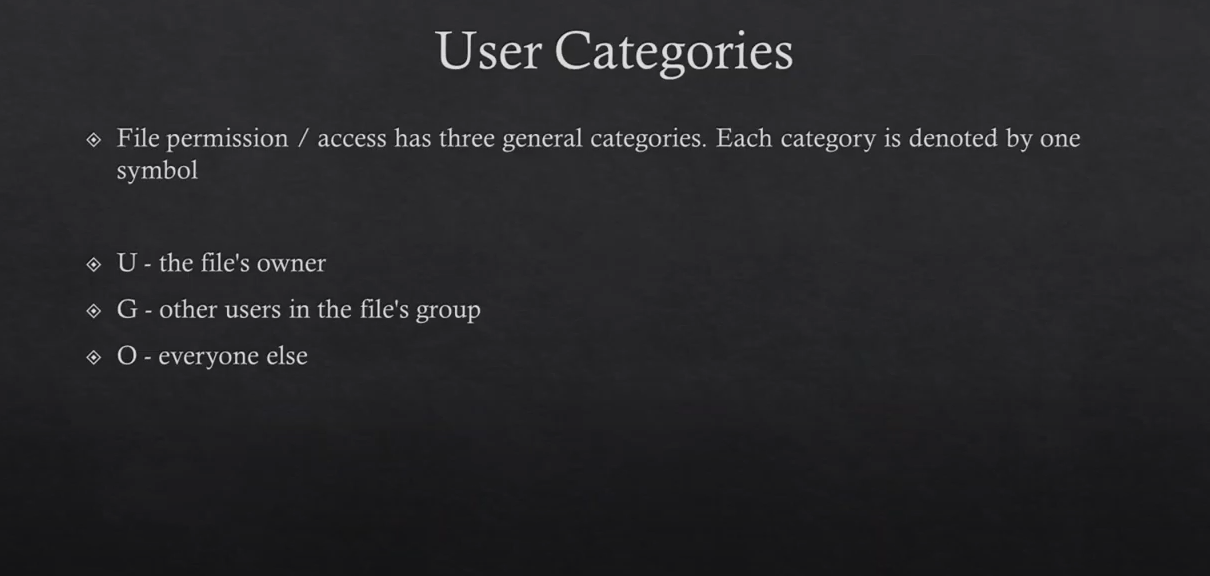 User Categories
File permission / access has three general categories. Each category is denoted by one
symbol
U - the file's owner
G - other users in the file's group
O - everyone else